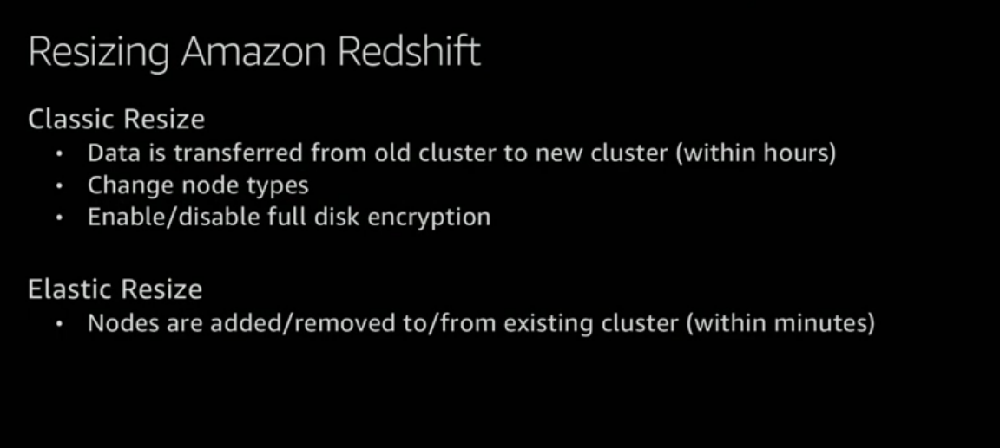 Resizing Amazon Redshift
Classic Resize
• Data is transferred from old cluster to new cluster (within hours)
• Change node types
• Enable/disable full disk encryption
Elastic Resize
• Nodes are added/removed to/from existing cluster (within minutes)